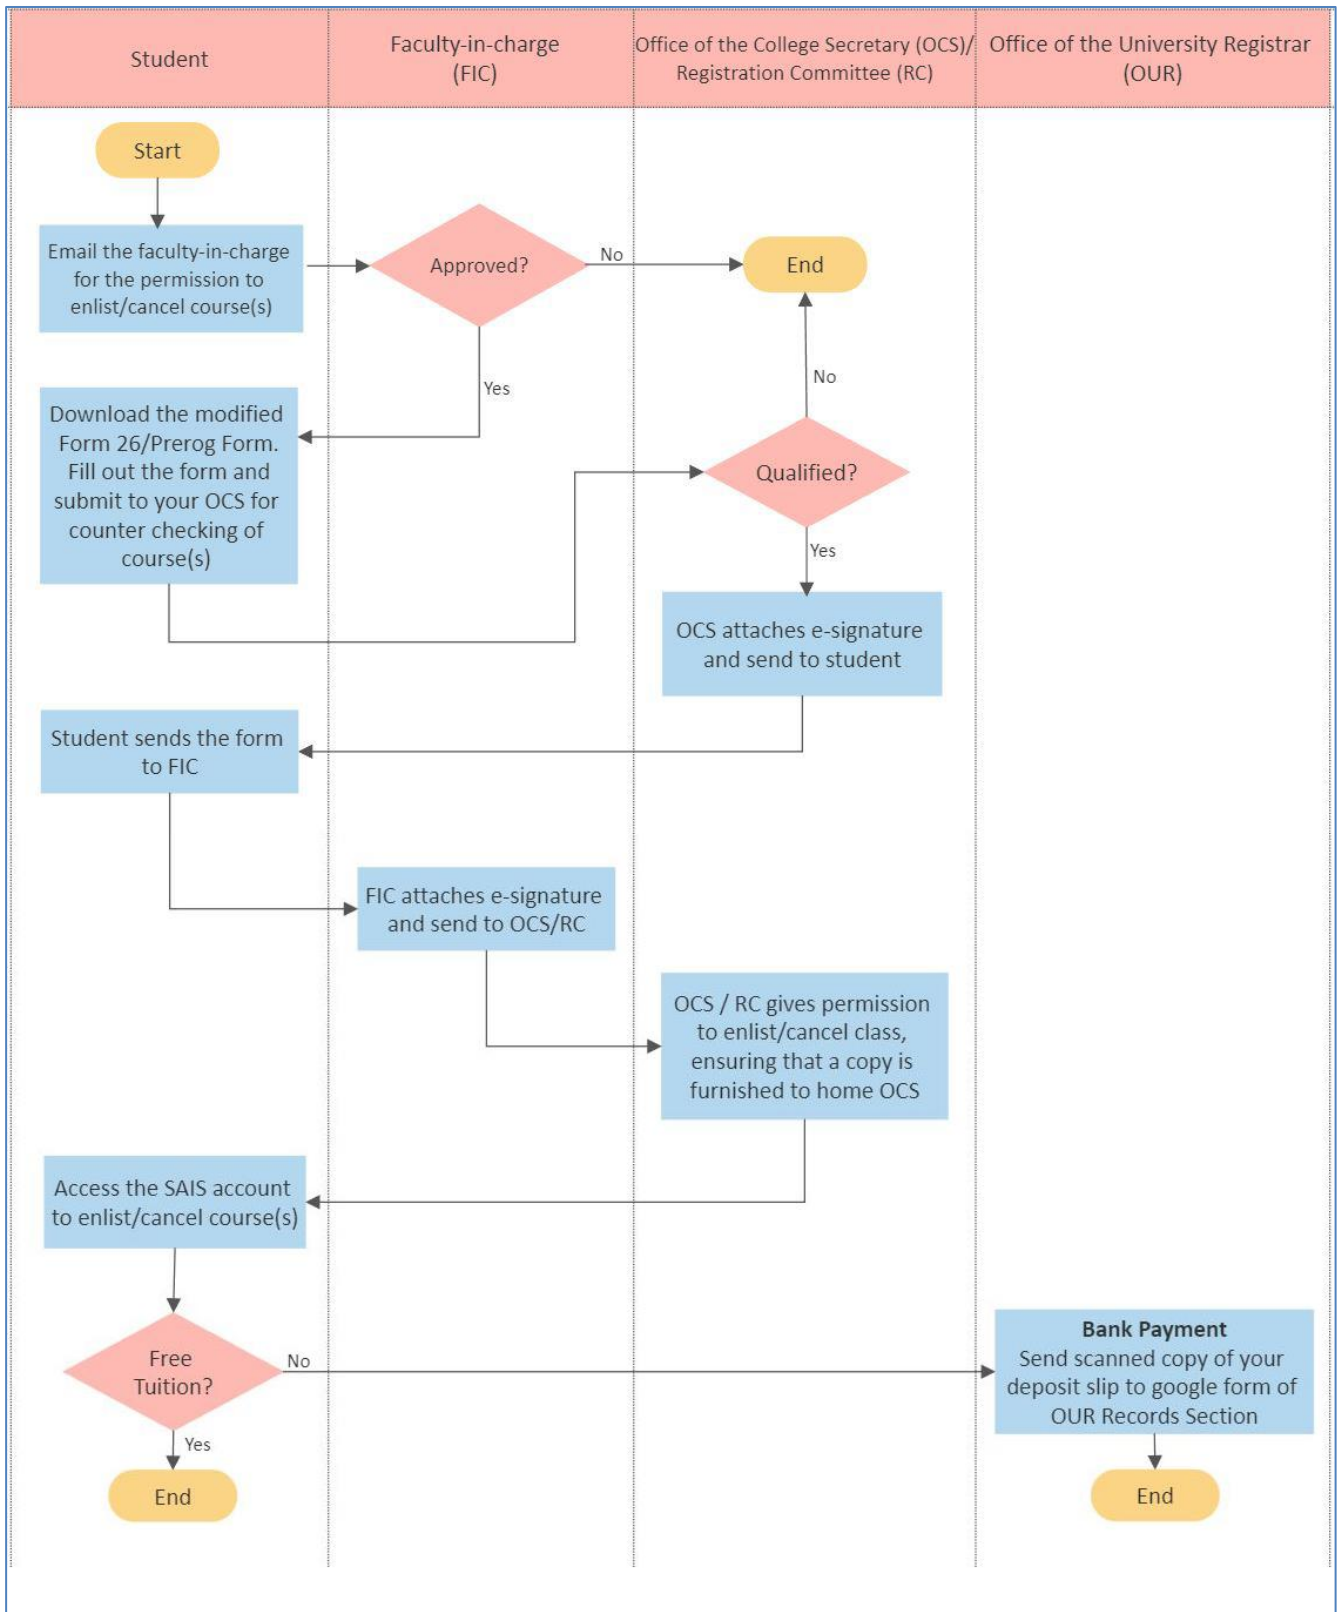 Student
Faculty-in-charge
(FIC)
Office of the College Secretary (OCS)/
Registration Committee (RC)
Office of the University Registrar
(OUR)
Start
Email the faculty-in-charge
for the permission to
enlist/cancel course(s)
Approved?
No
End
Yes
No
Download the modified
Form 26/Prerog Form.
Fill out the form and
submit to your OCS for
counter checking of
course(s)
Qualified?
Yes
OCS attaches e-signature
and send to student
Student sends the form
to FIC
FIC attaches e-signature
and send to OCS/RC
OCS / RC gives permission
to enlist/cancel class,
ensuring that a copy is
furnished to home OCS
Access the SAIS account
to enlist/cancel course(s)
Free
Tuition?
No
Bank Payment
Send scanned copy of your
deposit slip to google form of
OUR Records Section
Yes
End
End